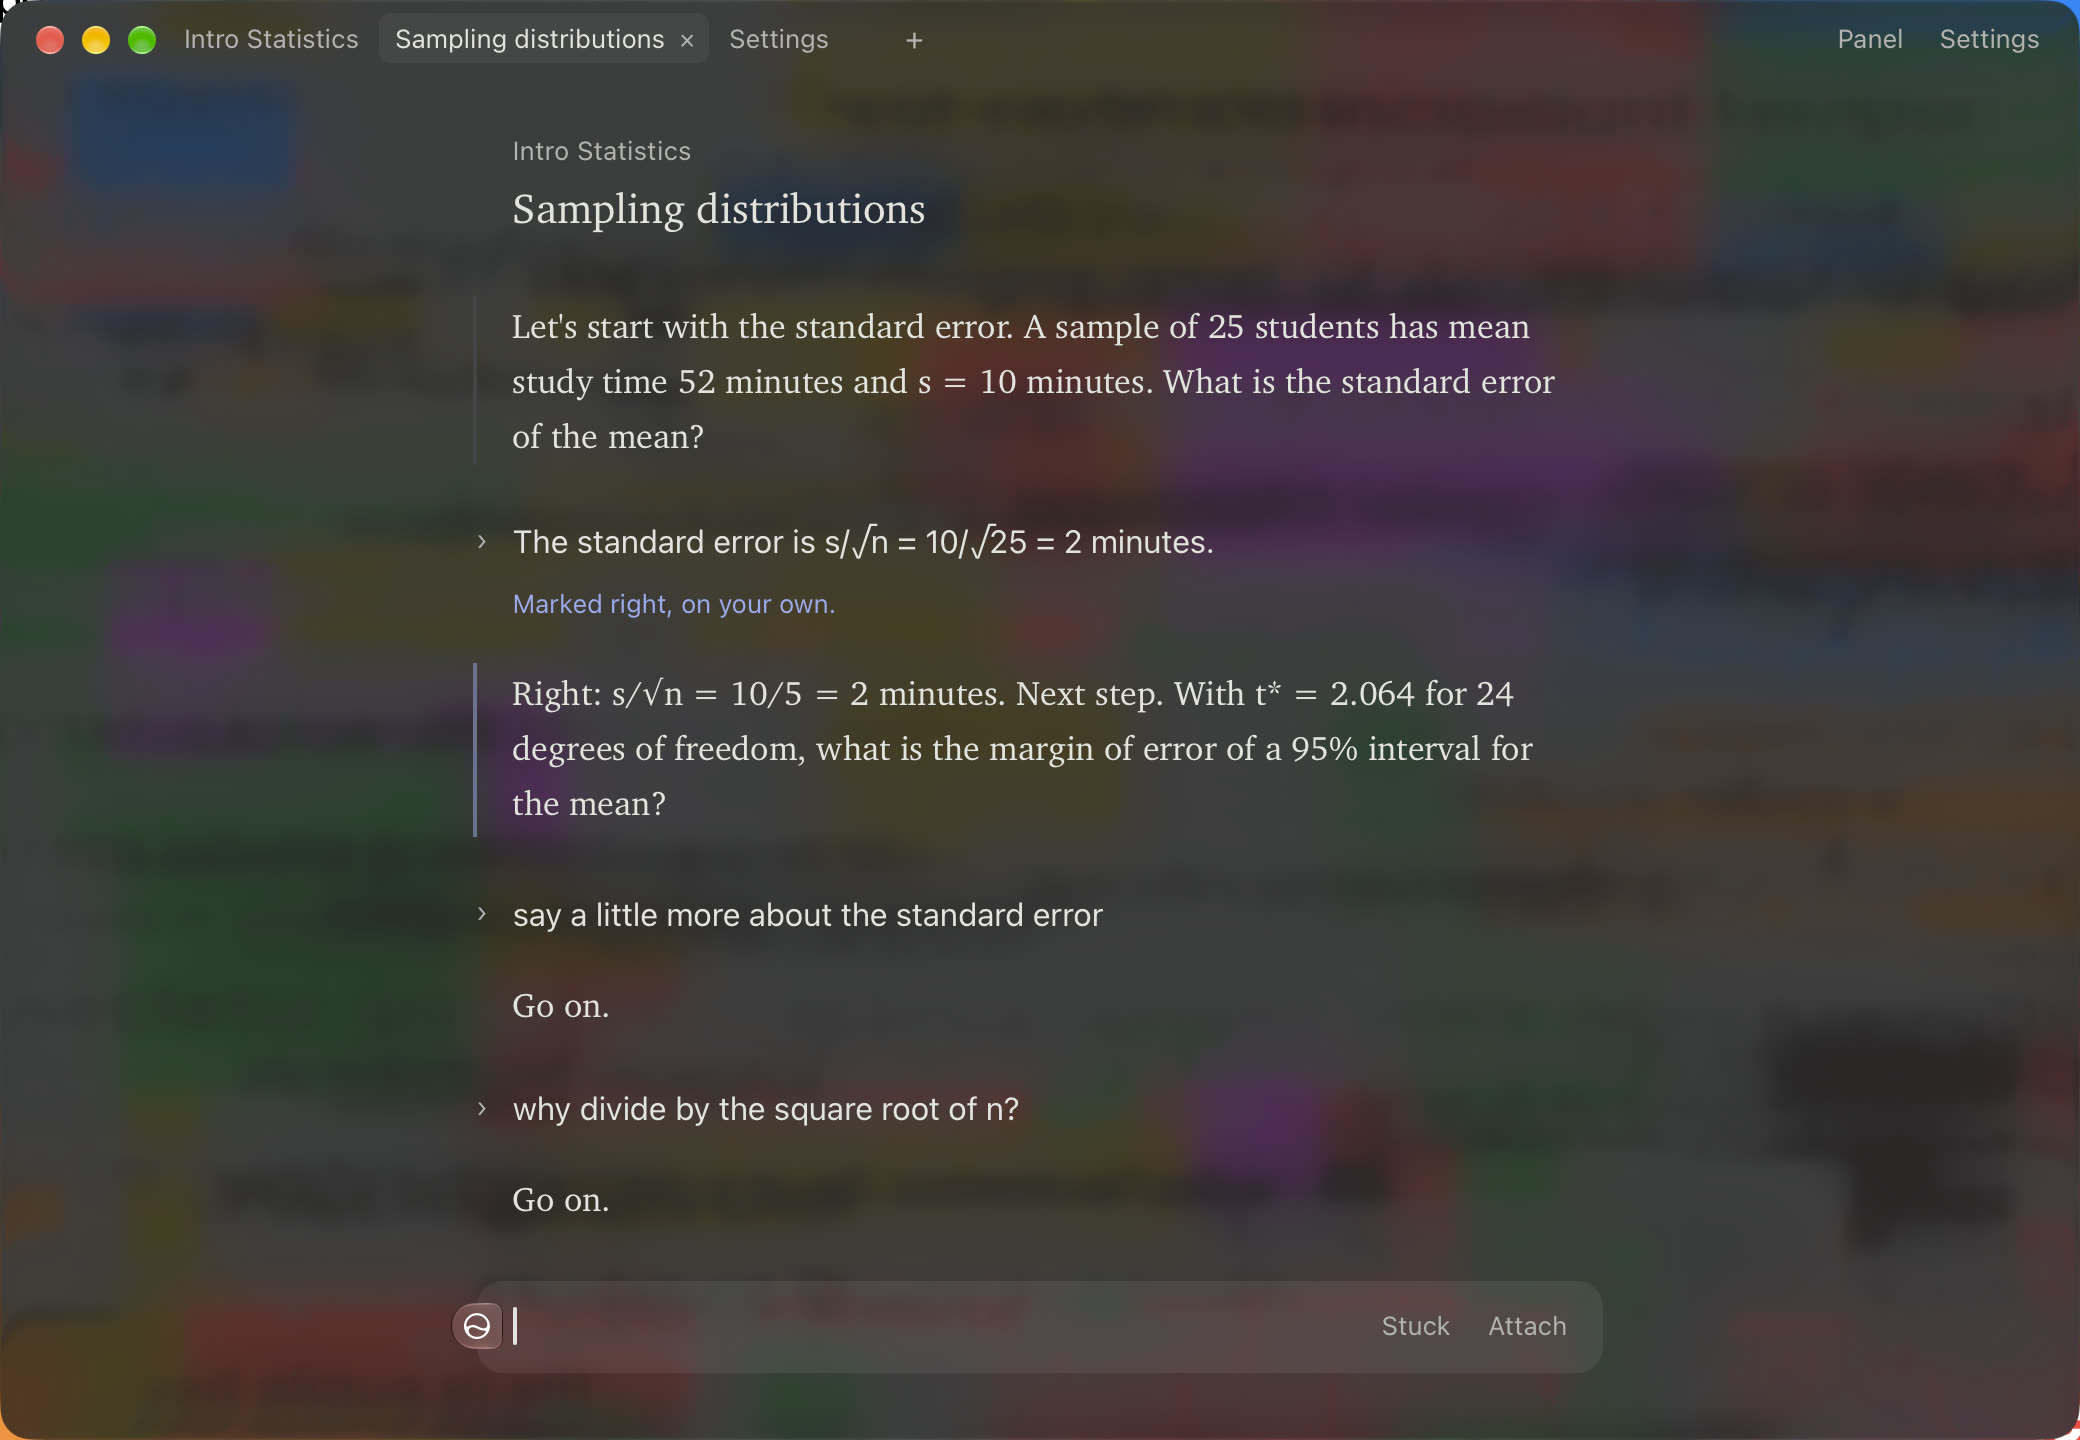 Intro Statistics
Sampling distributions ×
Settings
+
Panel
Settings
Intro Statistics
Sampling distributions
Let's start with the standard error. A sample of 25 students has mean
study time 52 minutes and s = 10 minutes. What is the standard error
of the mean?
› The standard error is s/√n = 10/√25 = 2 minutes.
Marked right, on your own.
Right: s/√n = 10/5 = 2 minutes. Next step. With t* = 2.064 for 24
degrees of freedom, what is the margin of error of a 95% interval for
the mean?
› say a little more about the standard error
Go on.
› why divide by the square root of n?
Go on.
Stuck
Attach